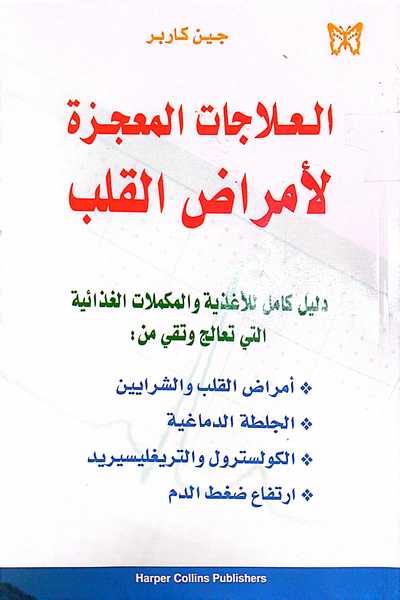 جين كاربر
العلاجات المعجزة
لأمراض القلب
دليل كامل للأغذية والمكملات الغذائية
التي تعالج وتقي من :
❖ أمراض القلب والشرايين
❖ الجلطة الدماغية
❖ الكولسترول والتريغليسيريد
❖ ارتفاع ضغط الدم
Harper Collins Publishers